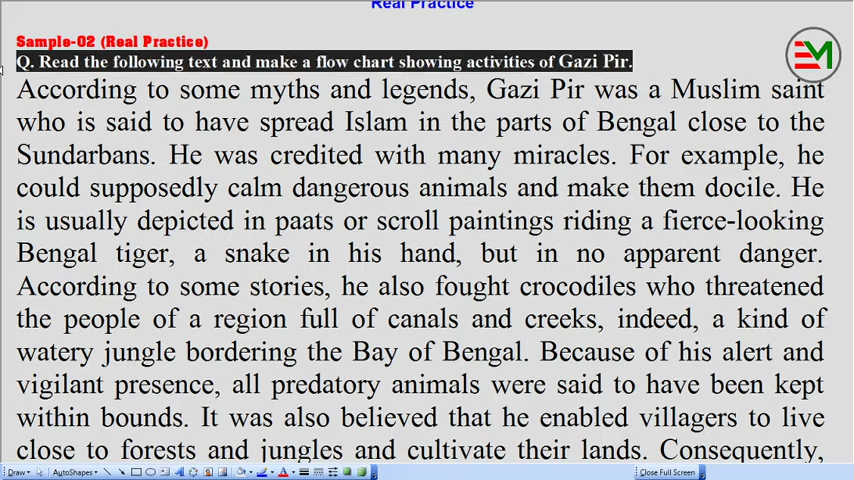 Real Practice
Sample-02 (Real Practice)
Q. Read the following text and make a flow chart showing activities of Gazi Pir.
According to some myths and legends, Gazi Pir was a Muslim saint
who is said to have spread Islam in the parts of Bengal close to the
Sundarbans. He was credited with many miracles. For example, he
could supposedly calm dangerous animals and make them docile. He
is usually depicted in paats or scroll paintings riding a fierce-looking
Bengal tiger, a snake in his hand, but in no apparent danger.
According to some stories, he also fought crocodiles who threatened
the people of a region full of canals and creeks, indeed, a kind of
watery jungle bordering the Bay of Bengal. Because of his alert and
vigilant presence, all predatory animals were said to have been kept
within bounds. It was also believed that he enabled villagers to live
close to forests and jungles and cultivate their lands. Consequently,
Draw AutoShapes Close Full Screen